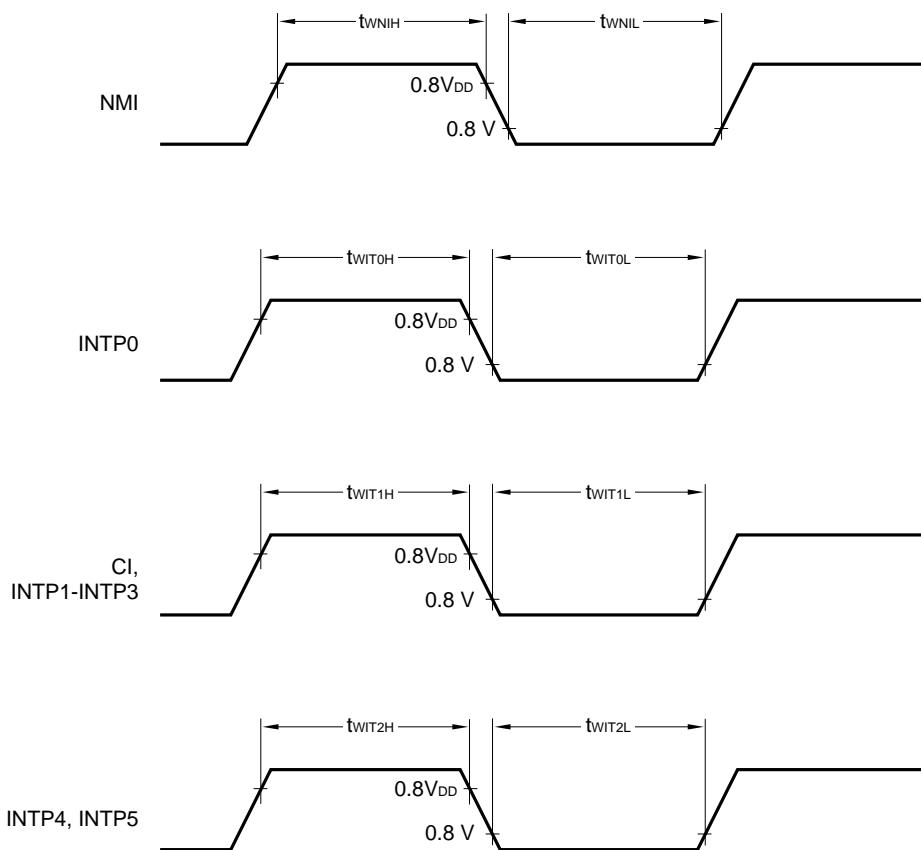 tWNIH
tWNIL
NMI
0.8VDD
0.8 V
tWIT0H
tWIT0L
INTP0
0.8VDD
0.8 V
tWIT1H
tWIT1L
CI,
INTP1-INTP3
0.8VDD
0.8 V
tWIT2H
tWIT2L
INTP4, INTP5
0.8VDD
0.8 V